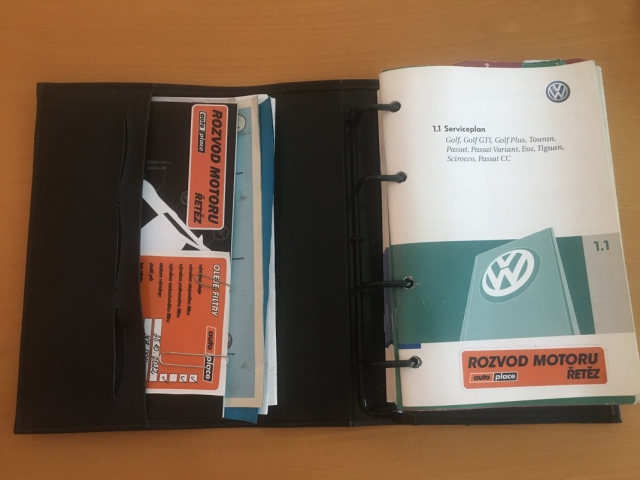 ROZVOD MOTORU
auto place
ŘETĚZ
OLEJE FILTRY
auto place
1.1 Serviceplan
Golf, Golf GTI, Golf Plus, Touran,
Passat, Passat Variant, Eos, Tiguan,
Scirocco, Passat CC
1.1
ROZVOD MOTORU
auto place
ŘETĚZ